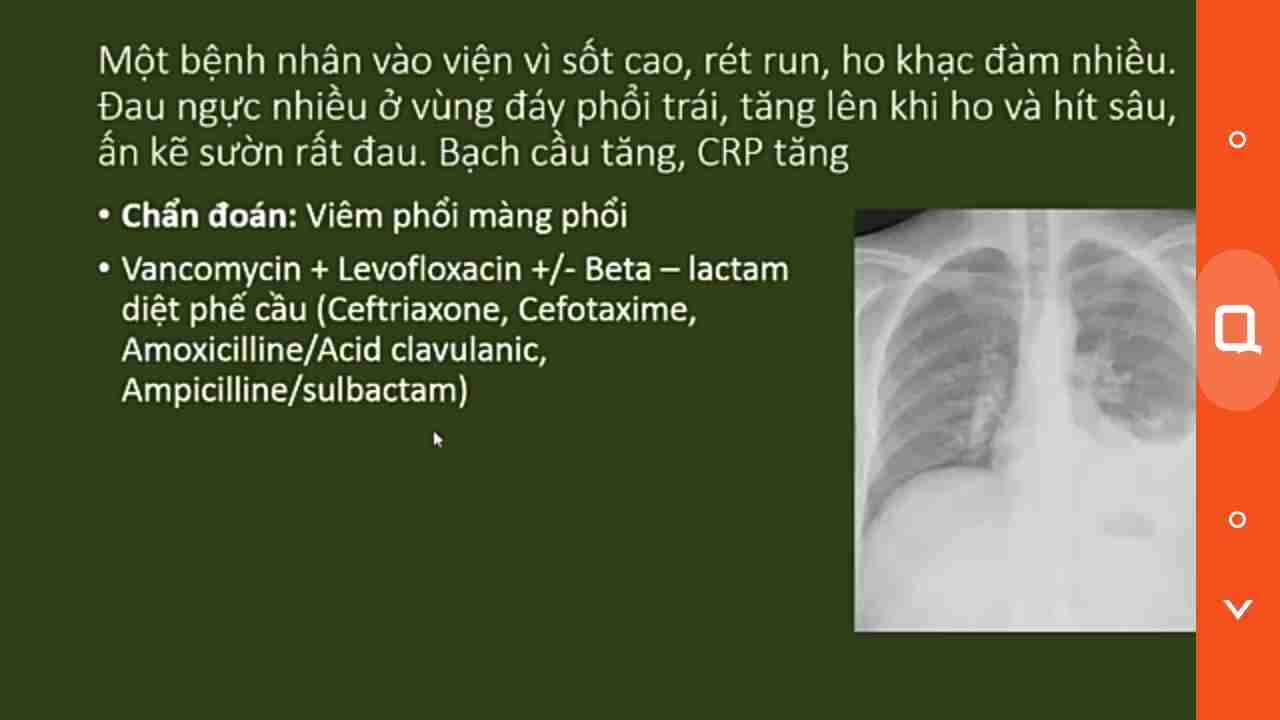 Một bệnh nhân vào viện vì sốt cao, rét run, ho khạc đàm nhiều.
Đau ngực nhiều ở vùng đáy phổi trái, tăng lên khi ho và hít sâu,
ấn kẽ sườn rất đau. Bạch cầu tăng, CRP tăng
• Chẩn đoán: Viêm phổi màng phổi
• Vancomycin + Levofloxacin +/- Beta – lactam
diệt phế cầu (Ceftriaxone, Cefotaxime,
Amoxicilline/Acid clavulanic,
Ampicilline/sulbactam)